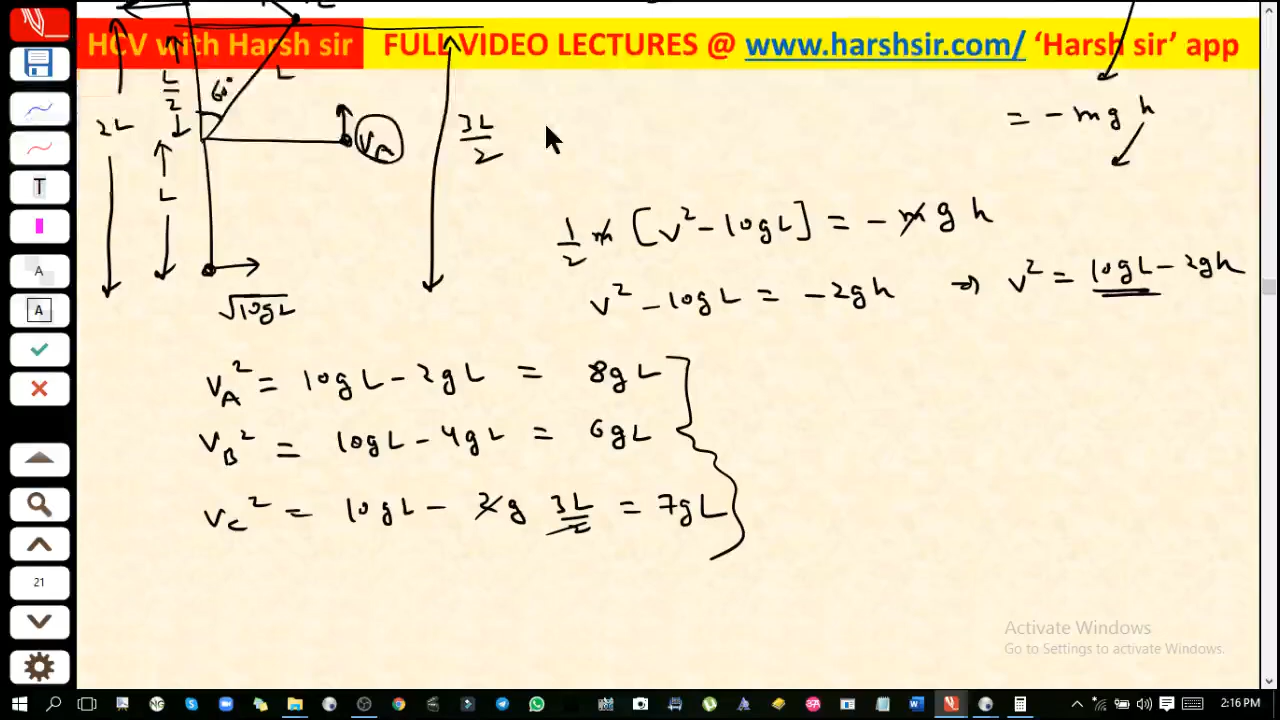 HCV with Harsh sir FULL VIDEO LECTURES @ www.harshsir.com/ ‘Harsh sir’ app
L/2
60°
L
2L
L
V_A
3L/2
√10gL
= - mgh
1/2 m [v² - 10gL] = - mgh
v² - 10gL = -2gh ⇒ v² = 10gL - 2gh
V_A² = 10gL - 2gL = 8gL
V_B² = 10gL - 4gL = 6gL
V_C² = 10gL - 2g 3L/2 = 7gL
T
A
A
21
Activate Windows
Go to Settings to activate Windows.
2:16 PM